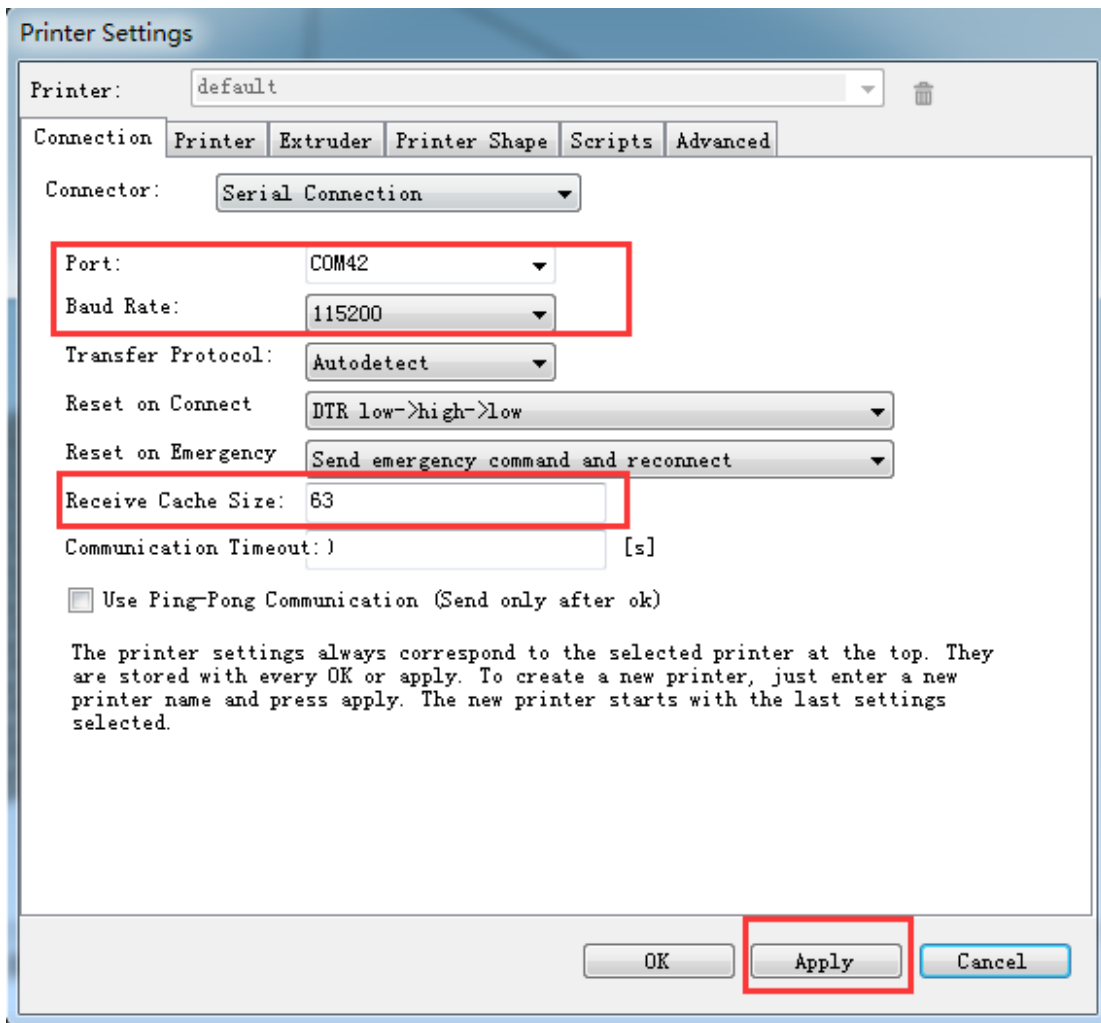 Printer Settings
Printer: default
Connection Printer Extruder Printer Shape Scripts Advanced
Connector: Serial Connection
Port: COM42
Baud Rate: 115200
Transfer Protocol: Autodetect
Reset on Connect DTR low->high->low
Reset on Emergency Send emergency command and reconnect
Receive Cache Size: 63
Communication Timeout: ) [s]
Use Ping-Pong Communication (Send only after ok)
The printer settings always correspond to the selected printer at the top. They
are stored with every OK or apply. To create a new printer, just enter a new
printer name and press apply. The new printer starts with the last settings
selected.
OK Apply Cancel